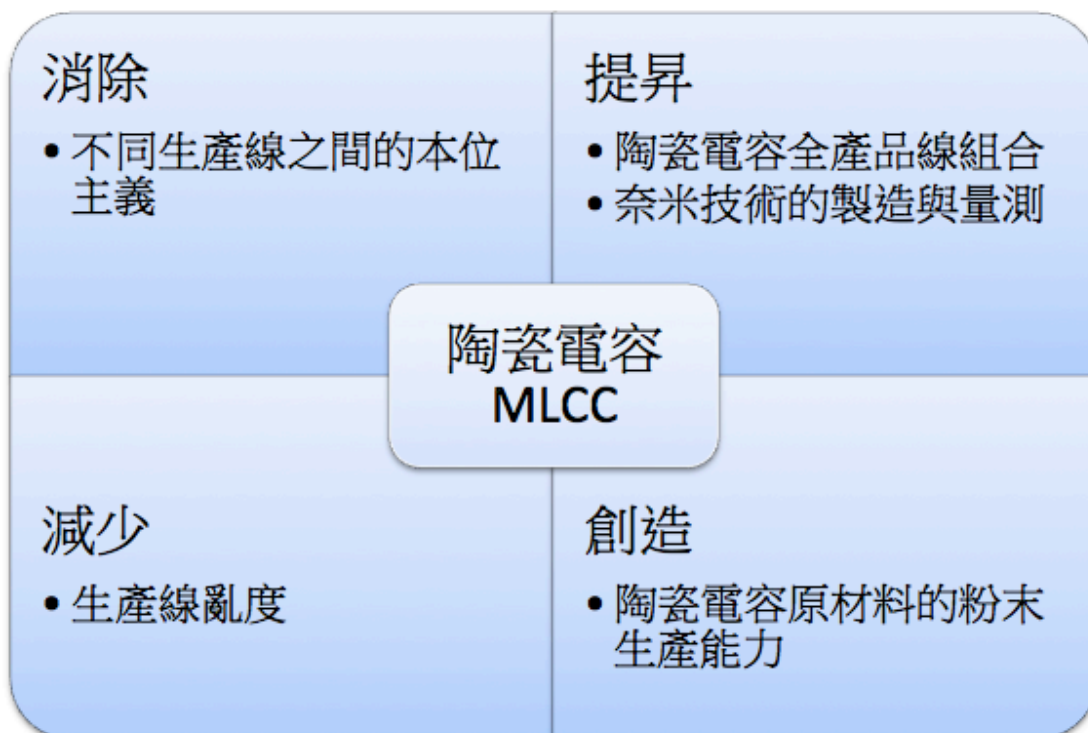 消除
• 不同生產線之間的本位
主義
提昇
• 陶瓷電容全產品線組合
• 奈米技術的製造與量測
陶瓷電容
MLCC
減少
• 生產線亂度
創造
• 陶瓷電容原材料的粉末
生產能力